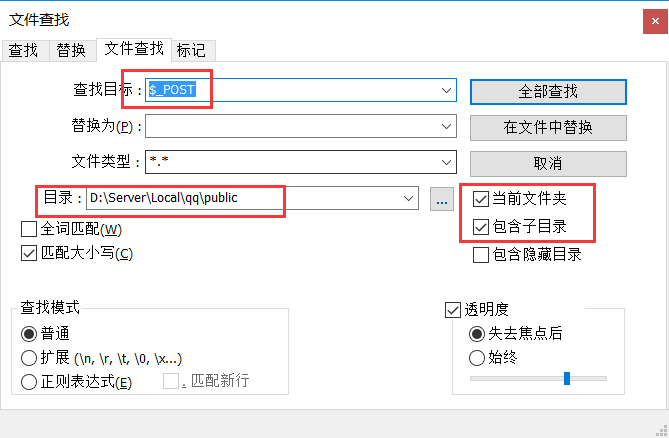 文件查找
查找 替换 文件查找 标记
查找目标： $_POST 全部查找
替换为(P)： 在文件中替换
文件类型： *.* 取消
目录： D:\Server\Local\qq\public ... 当前文件夹
全词匹配(W) 包含子目录
匹配大小写(C) 包含隐藏目录
查找模式 透明度
普通 失去焦点后
扩展 (\n, \r, \t, \0, \x...) 始终
正则表达式(E) . 匹配新行